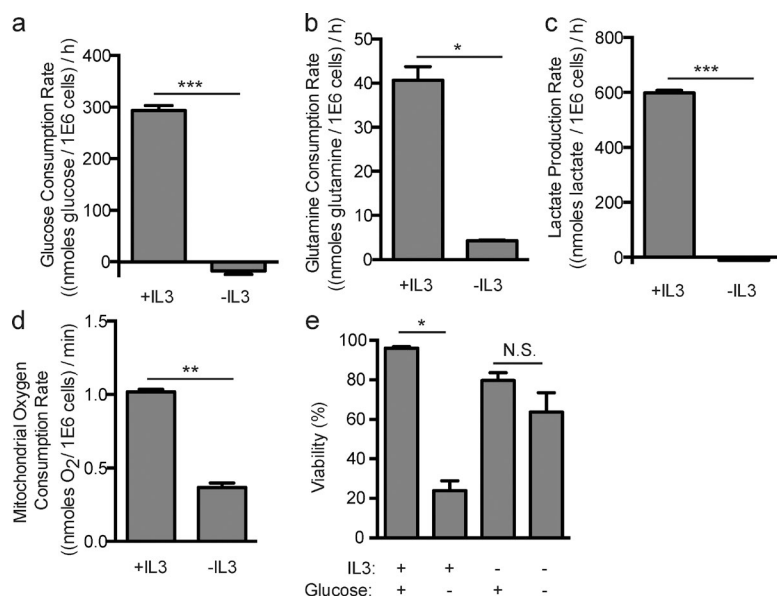 a
Glucose Consumption Rate
((nmoles glucose / 1E6 cells) / h)
400
300
200
100
0
***
+IL3 -IL3
b
Glutamine Consumption Rate
((nmoles glutamine / 1E6 cells) / h)
50
40
30
20
10
0
*
+IL3 -IL3
c
Lactate Production Rate
((nmoles lactate / 1E6 cells) / h)
800
600
400
200
0
***
+IL3 -IL3
d
Mitochondrial Oxygen
Consumption Rate
((nmoles O2/ 1E6 cells) / min)
1.5
1.0
0.5
0.0
**
+IL3 -IL3
e
Viability (%)
100
80
60
40
20
0
*
N.S.
IL3: + + - -
Glucose: + - + -